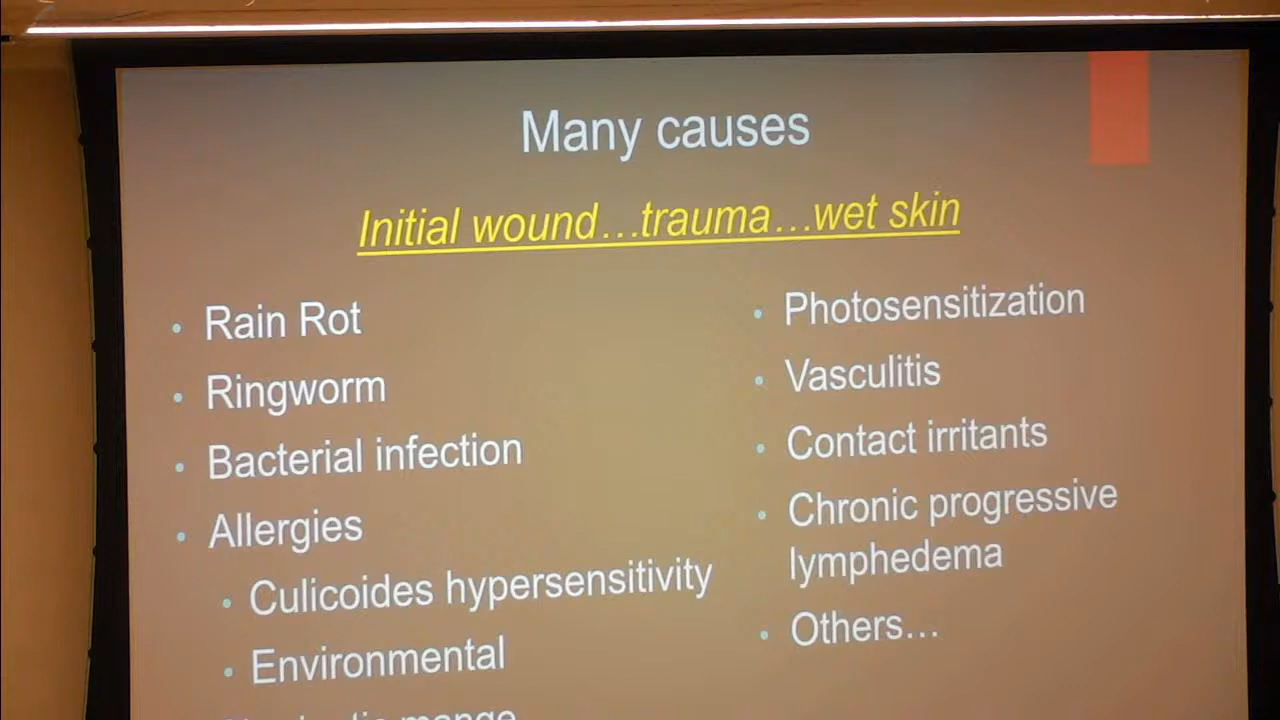 Many causes
Initial wound...trauma...wet skin
• Rain Rot
• Ringworm
• Bacterial infection
• Allergies
• Culicoides hypersensitivity
• Environmental
mange
• Photosensitization
• Vasculitis
• Contact irritants
• Chronic progressive
lymphedema
• Others...